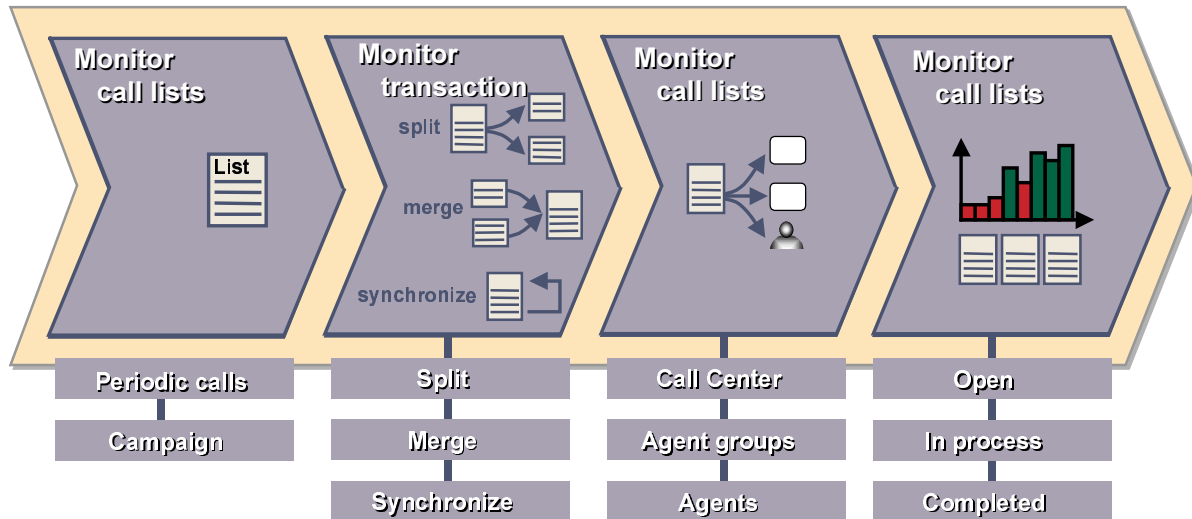 Monitor
call lists
List
Monitor
transaction
split
merge
synchronize
Monitor
call lists
Monitor
call lists
Periodic calls
Campaign
Split
Merge
Synchronize
Call Center
Agent groups
Agents
Open
In process
Completed